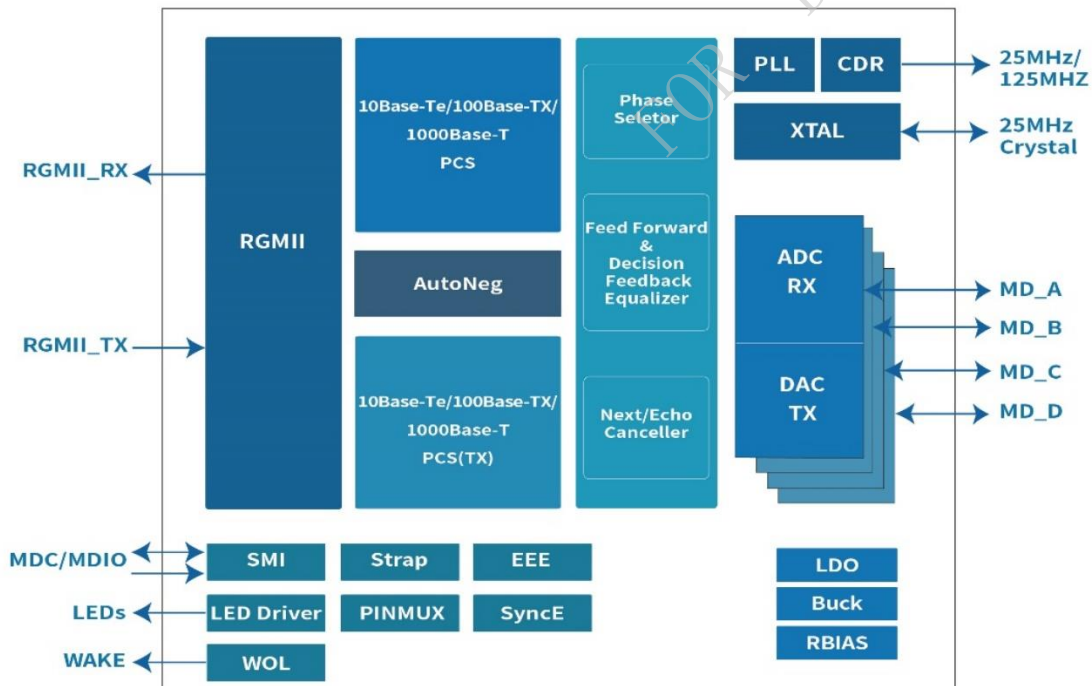 FOR
PLL
CDR
25MHz/
125MHZ
XTAL
25MHz
Crystal
10Base-Te/100Base-TX/
1000Base-T
PCS
Phase
Seletor
RGMII_RX
RGMII
AutoNeg
Feed Forward
&
Decision
Feedback
Equalizer
ADC
RX
MD_A
MD_B
RGMII_TX
10Base-Te/100Base-TX/
1000Base-T
PCS(TX)
Next/Echo
Canceller
DAC
TX
MD_C
MD_D
MDC/MDIO
SMI
Strap
EEE
LDO
LEDs
LED Driver
PINMUX
SyncE
Buck
WAKE
WOL
RBIAS